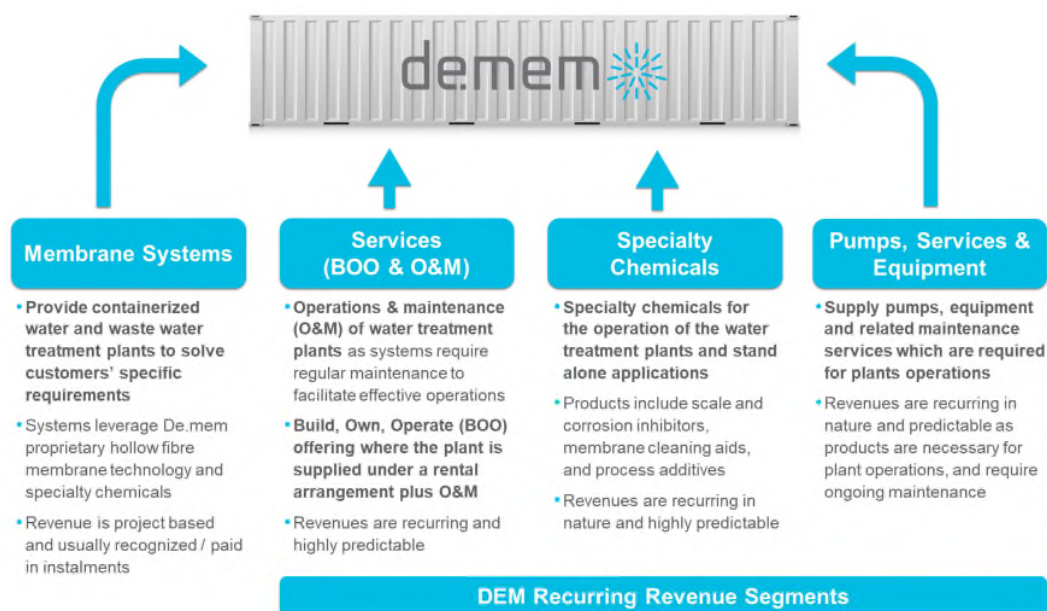 de.mem
Membrane Systems
• Provide containerized
water and waste water
treatment plants to solve
customers' specific
requirements
• Systems leverage De.mem
proprietary hollow fibre
membrane technology and
specialty chemicals
• Revenue is project based
and usually recognized / paid
in instalments
Services
(BOO & O&M)
• Operations & maintenance
(O&M) of water treatment
plants as systems require
regular maintenance to
facilitate effective operations
• Build, Own, Operate (BOO)
offering where the plant is
supplied under a rental
arrangement plus O&M
• Revenues are recurring and
highly predictable
Specialty
Chemicals
• Specialty chemicals for
the operation of the water
treatment plants and stand
alone applications
• Products include scale and
corrosion inhibitors,
membrane cleaning aids,
and process additives
• Revenues are recurring in
nature and highly predictable
Pumps, Services &
Equipment
• Supply pumps, equipment
and related maintenance
services which are required
for plants operations
• Revenues are recurring in
nature and predictable as
products are necessary for
plant operations, and require
ongoing maintenance
DEM Recurring Revenue Segments